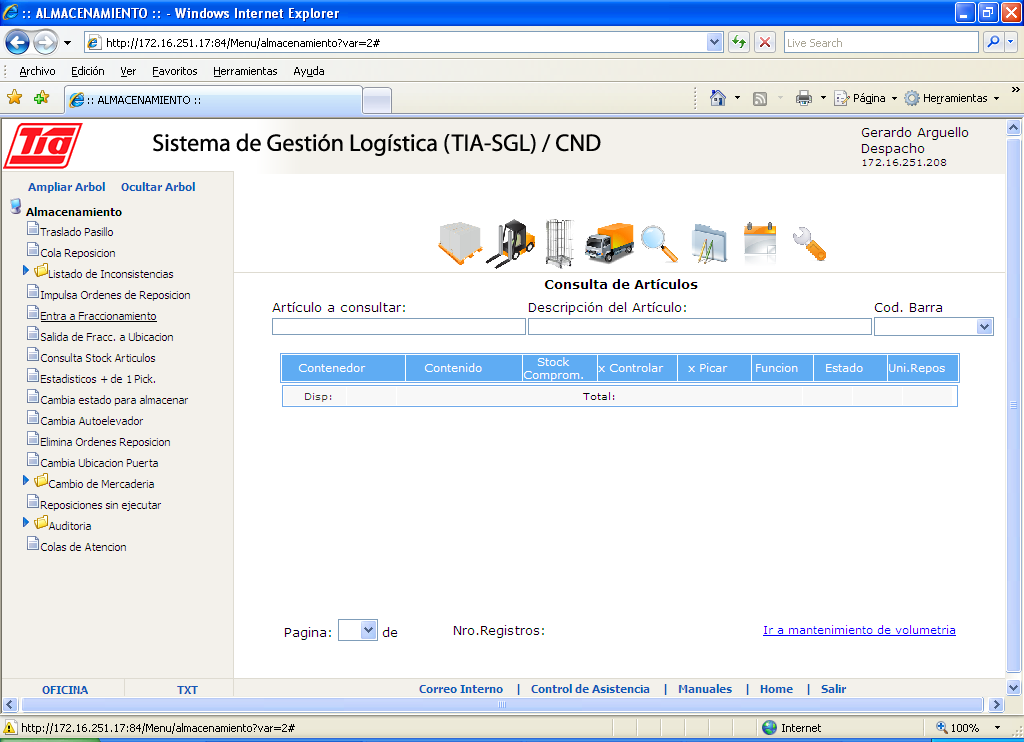 :: ALMACENAMIENTO :: - Windows Internet Explorer
http://172.16.251.17:84/Menu/almacenamiento?var=2#
Live Search
Archivo Edición Ver Favoritos Herramientas Ayuda
:: ALMACENAMIENTO ::
Página Herramientas
Tia
Sistema de Gestión Logística (TIA-SGL) / CND
Gerardo Arguello
Despacho
172.16.251.208
Ampliar Arbol Ocultar Arbol
Almacenamiento
Traslado Pasillo
Cola Reposicion
Listado de Inconsistencias
Impulsa Ordenes de Reposicion
Entra a Fraccionamiento
Salida de Fracc. a Ubicacion
Consulta Stock Articulos
Estadisticos + de 1 Pick.
Cambia estado para almacenar
Cambia Autoelevador
Elimina Ordenes Reposicion
Cambia Ubicacion Puerta
Cambio de Mercaderia
Reposiciones sin ejecutar
Auditoria
Colas de Atencion
Consulta de Artículos
Artículo a consultar: Descripción del Artículo: Cod. Barra
Contenedor Contenido Stock Comprom. x Controlar x Picar Funcion Estado Uni.Repos
Disp: Total:
Pagina: de Nro.Registros: Ir a mantenimiento de volumetria
OFICINA TXT
Correo Interno | Control de Asistencia | Manuales | Home | Salir
http://172.16.251.17:84/Menu/almacenamiento?var=2# Internet 100%